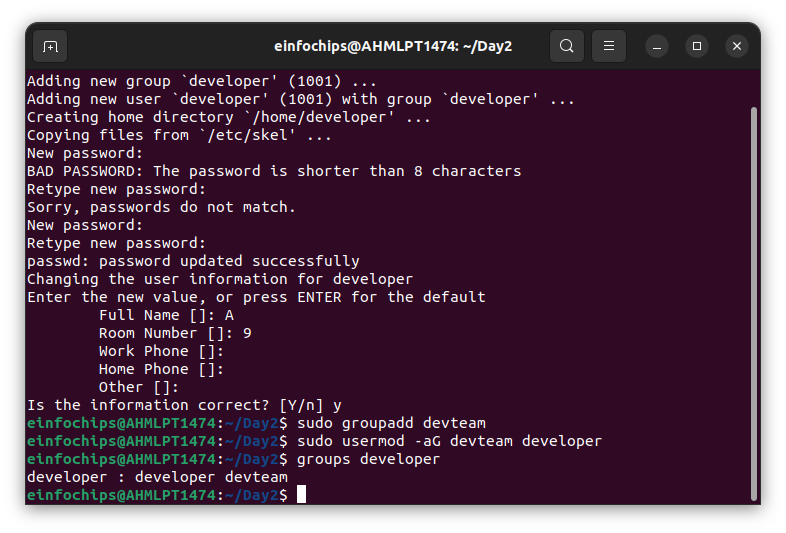 einfochips@AHMLPT1474: ~/Day2
Adding new group `developer' (1001) ...
Adding new user `developer' (1001) with group `developer' ...
Creating home directory `/home/developer' ...
Copying files from `/etc/skel' ...
New password:
BAD PASSWORD: The password is shorter than 8 characters
Retype new password:
Sorry, passwords do not match.
New password:
Retype new password:
passwd: password updated successfully
Changing the user information for developer
Enter the new value, or press ENTER for the default
        Full Name []: A
        Room Number []: 9
        Work Phone []:
        Home Phone []:
        Other []:
Is the information correct? [Y/n] y
einfochips@AHMLPT1474:~/Day2$ sudo groupadd devteam
einfochips@AHMLPT1474:~/Day2$ sudo usermod -aG devteam developer
einfochips@AHMLPT1474:~/Day2$ groups developer
developer : developer devteam
einfochips@AHMLPT1474:~/Day2$